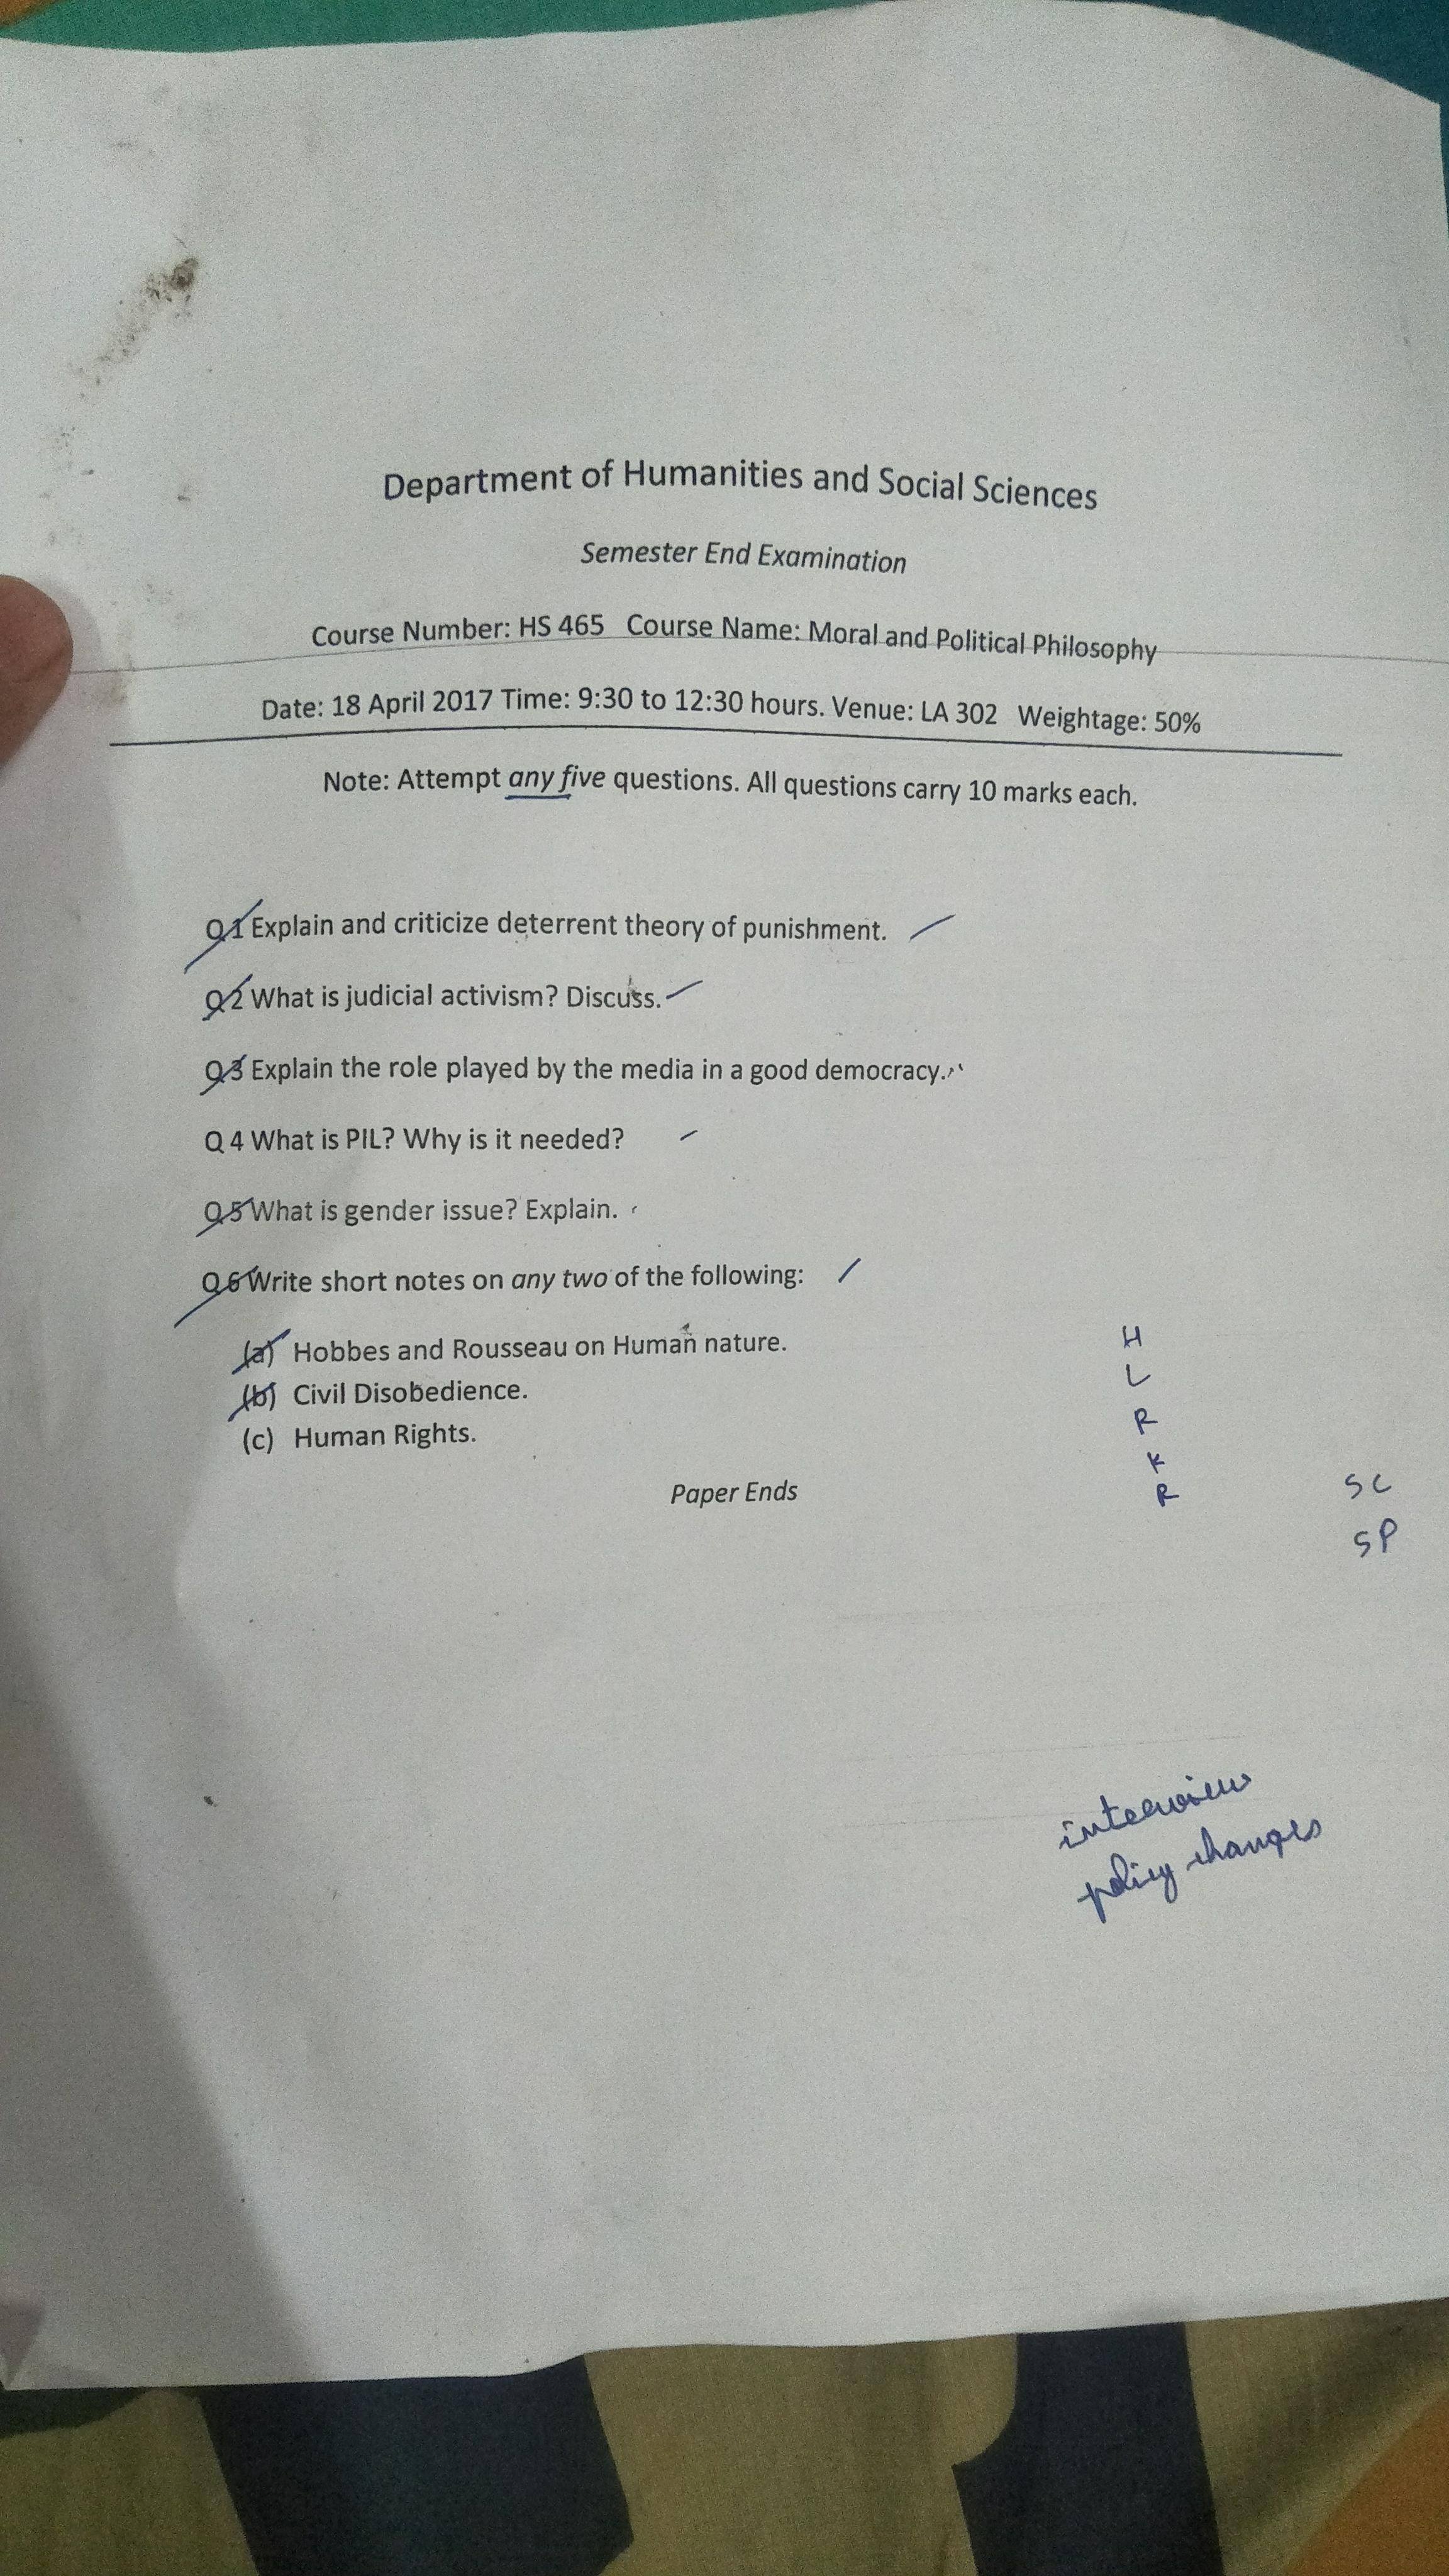 Department of Humanities and Social Sciences
Semester End Examination
Course Number: HS 465 Course Name: Moral and Political Philosophy
Date: 18 April 2017 Time: 9:30 to 12:30 hours. Venue: LA 302 Weightage: 50%
Note: Attempt any five questions. All questions carry 10 marks each.
Q 1 Explain and criticize deterrent theory of punishment.
Q 2 What is judicial activism? Discuss.
Q 3 Explain the role played by the media in a good democracy.
Q 4 What is PIL? Why is it needed?
Q 5 What is gender issue? Explain.
Q 6 Write short notes on any two of the following:
(a) Hobbes and Rousseau on Human nature.
(b) Civil Disobedience.
(c) Human Rights.
Paper Ends
H
L
R
K
R
SC
SP
interview
policy changes